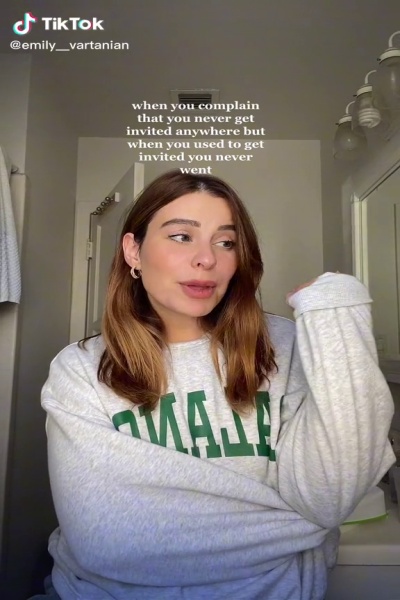 TikTok
@emily__vartanian
when you complain
that you never get
invited anywhere but
when you used to get
invited you never
went